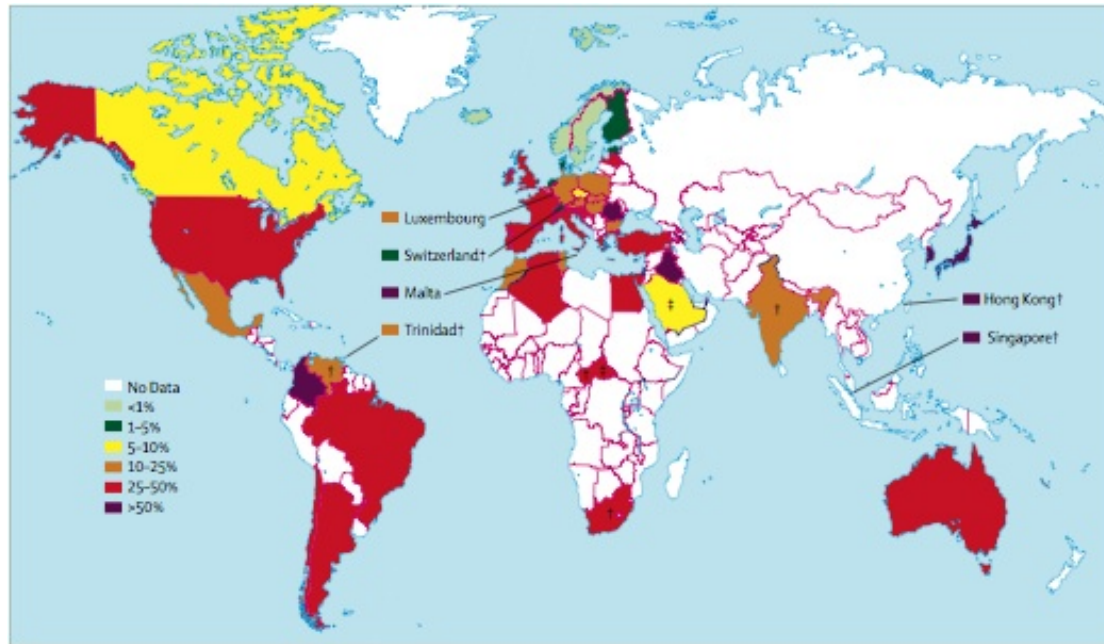 Luxembourg
Switzerland†
Malta
Trinidad†
Hong Kong†
Singapore†
†
‡
†
†
No Data
<1%
1–5%
5–10%
10–25%
25–50%
>50%